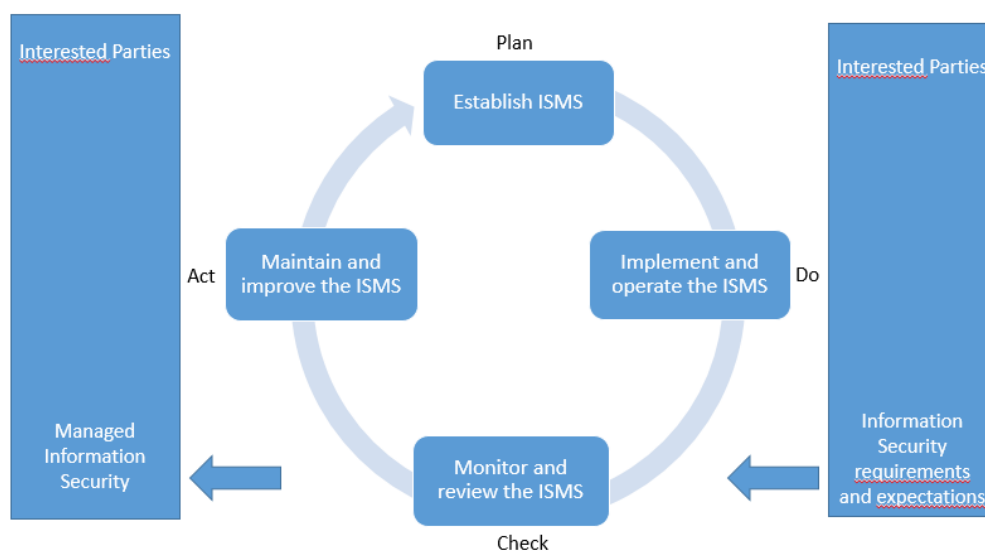 Interested Parties
Managed
Information
Security
Plan
Establish ISMS
Act
Maintain and
improve the ISMS
Implement and
operate the ISMS
Do
Monitor and
review the ISMS
Check
Interested Parties
Information
Security
requirements
and expectations